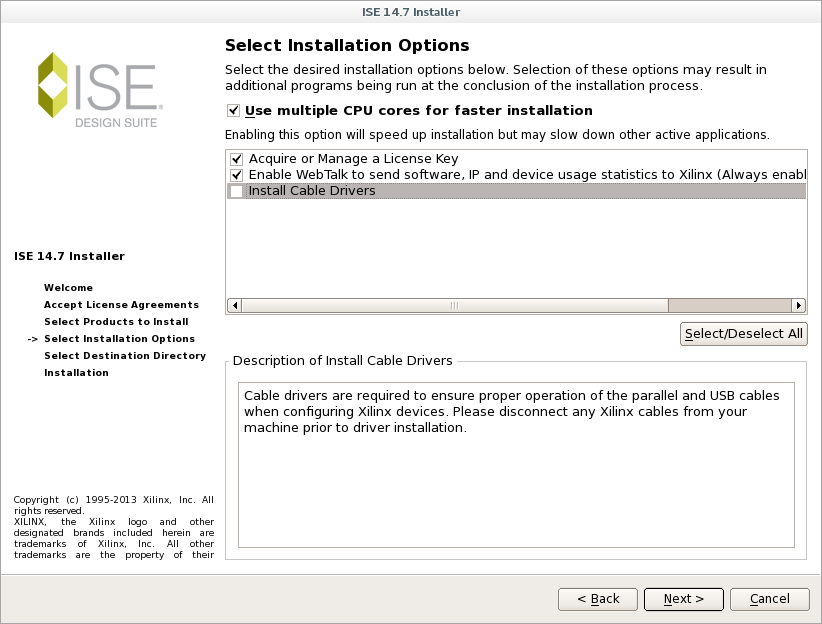 ISE 14.7 Installer
ISE
DESIGN SUITE
ISE 14.7 Installer
Welcome
Accept License Agreements
Select Products to Install
-> Select Installation Options
Select Destination Directory
Installation
Copyright (c) 1995-2013 Xilinx, Inc. All
rights reserved.
XILINX, the Xilinx logo and other
designated brands included herein are
trademarks of Xilinx, Inc. All other
trademarks are the property of their
Select Installation Options
Select the desired installation options below. Selection of these options may result in
additional programs being run at the conclusion of the installation process.
Use multiple CPU cores for faster installation
Enabling this option will speed up installation but may slow down other active applications.
Acquire or Manage a License Key
Enable WebTalk to send software, IP and device usage statistics to Xilinx (Always enabl
Install Cable Drivers
Select/Deselect All
Description of Install Cable Drivers
Cable drivers are required to ensure proper operation of the parallel and USB cables
when configuring Xilinx devices. Please disconnect any Xilinx cables from your
machine prior to driver installation.
< Back
Next >
Cancel